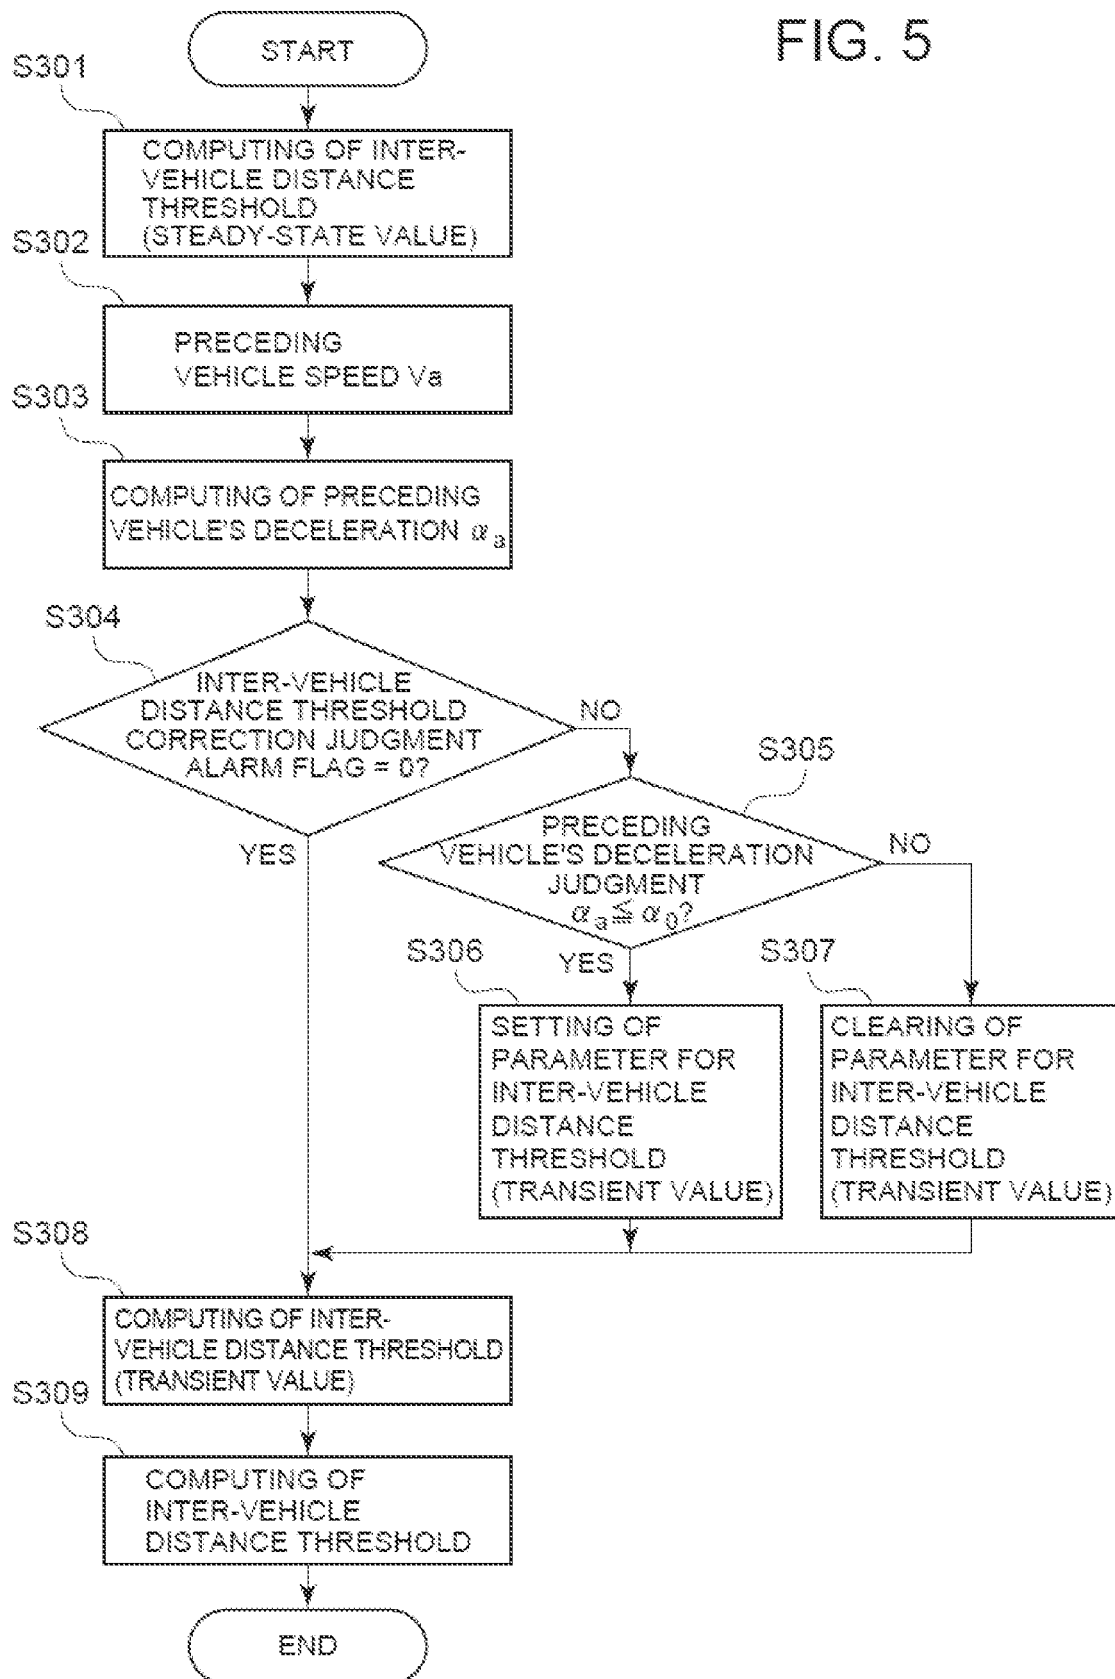 FIG. 5
START
S301
COMPUTING OF INTER-
VEHICLE DISTANCE
THRESHOLD
(STEADY-STATE VALUE)
S302
PRECEDING
VEHICLE SPEED Va
S303
COMPUTING OF PRECEDING
VEHICLE'S DECELERATION αa
S304
INTER-VEHICLE
DISTANCE THRESHOLD
CORRECTION JUDGMENT
ALARM FLAG = 0?
NO
YES
S305
PRECEDING
VEHICLE'S DECELERATION
JUDGMENT
αa≦α0?
NO
YES
S306
SETTING OF
PARAMETER FOR
INTER-VEHICLE
DISTANCE
THRESHOLD
(TRANSIENT VALUE)
S307
CLEARING OF
PARAMETER FOR
INTER-VEHICLE
DISTANCE
THRESHOLD
(TRANSIENT VALUE)
S308
COMPUTING OF INTER-
VEHICLE DISTANCE THRESHOLD
(TRANSIENT VALUE)
S309
COMPUTING OF
INTER-VEHICLE
DISTANCE THRESHOLD
END